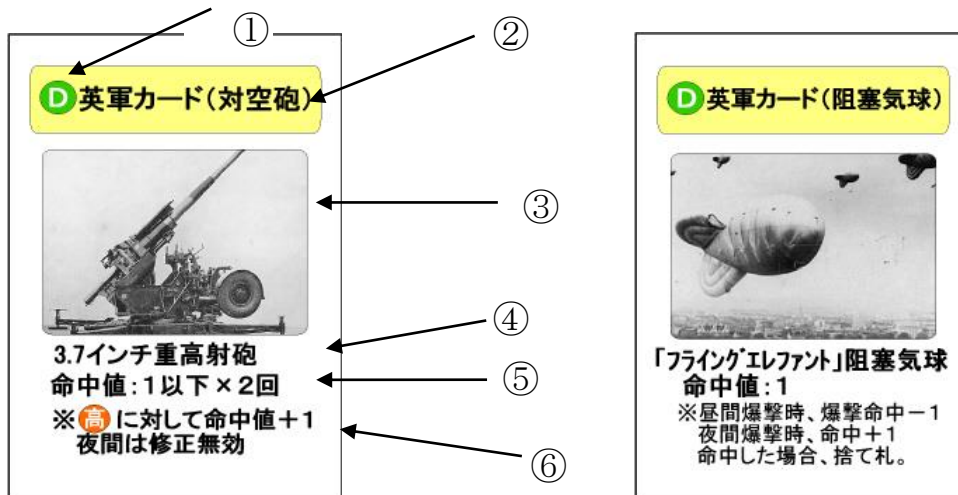 ①
②
D 英軍カード(対空砲)
③
④
3.7インチ重高射砲
命中値:1以下×2回
⑤
※高に対して命中値+1
夜間は修正無効
⑥
D 英軍カード(阻塞気球)
「フライングエレファント」阻塞気球
命中値:1
※昼間爆撃時、爆撃命中-1
夜間爆撃時、命中+1
命中した場合、捨て札。